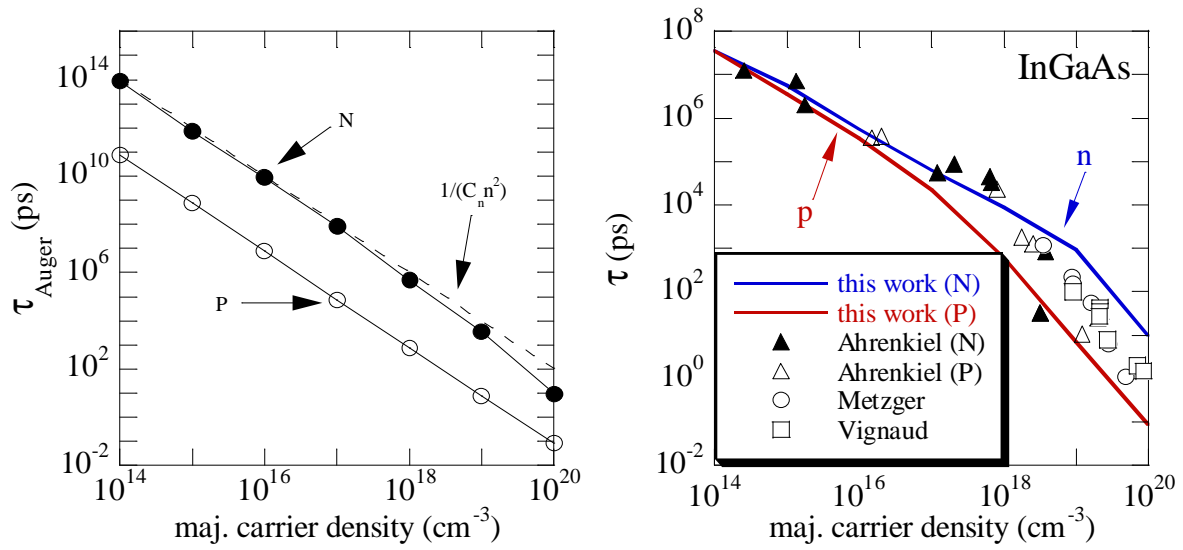 10^14
10^10
10^6
10^2
10^-2
τ_Auger (ps)
N
P
1/(C_n n^2)
10^14 10^16 10^18 10^20
maj. carrier density (cm^-3)
10^8
10^6
10^4
10^2
10^0
10^-2
τ (ps)
InGaAs
n
p
this work (N)
this work (P)
Ahrenkiel (N)
Ahrenkiel (P)
Metzger
Vignaud
10^14 10^16 10^18 10^20
maj. carrier density (cm^-3)